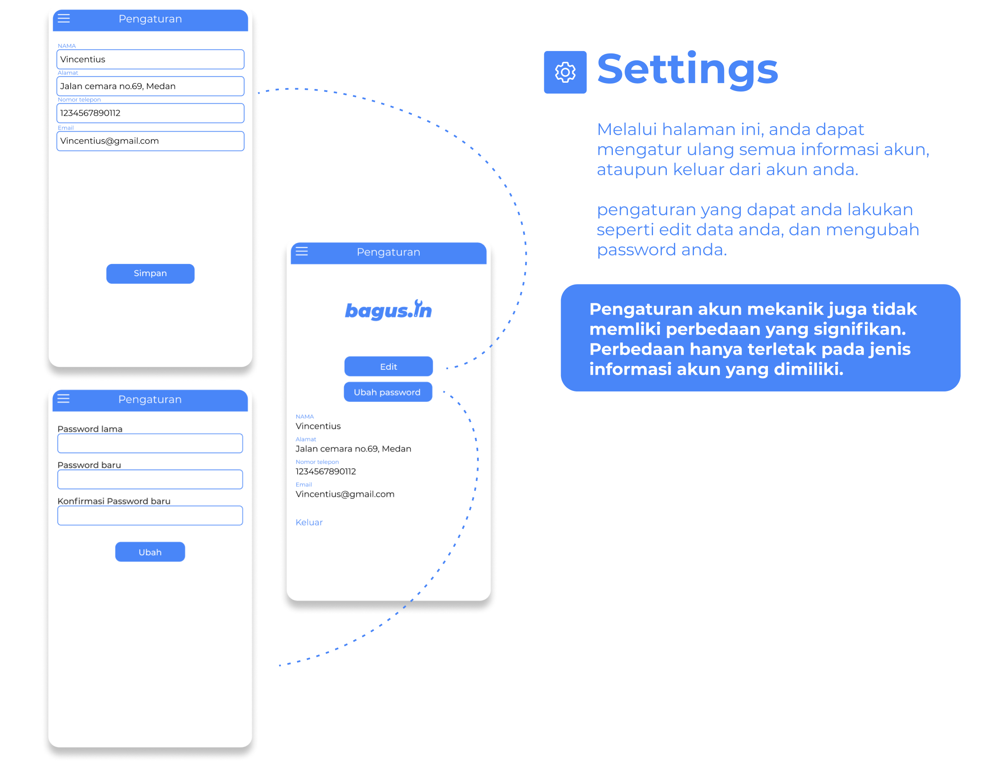 Pengaturan
NAMA
Vincentius
Alamat
Jalan cemara no.69, Medan
Nomor telepon
1234567890112
Email
Vincentius@gmail.com
Simpan
Pengaturan
Password lama
Password baru
Konfirmasi Password baru
Ubah
Pengaturan
bagus.in
Edit
Ubah password
NAMA
Vincentius
Alamat
Jalan cemara no.69, Medan
Nomor telepon
1234567890112
Email
Vincentius@gmail.com
Keluar
Settings
Melalui halaman ini, anda dapat
mengatur ulang semua informasi akun,
ataupun keluar dari akun anda.
pengaturan yang dapat anda lakukan
seperti edit data anda, dan mengubah
password anda.
Pengaturan akun mekanik juga tidak
memliki perbedaan yang signifikan.
Perbedaan hanya terletak pada jenis
informasi akun yang dimiliki.